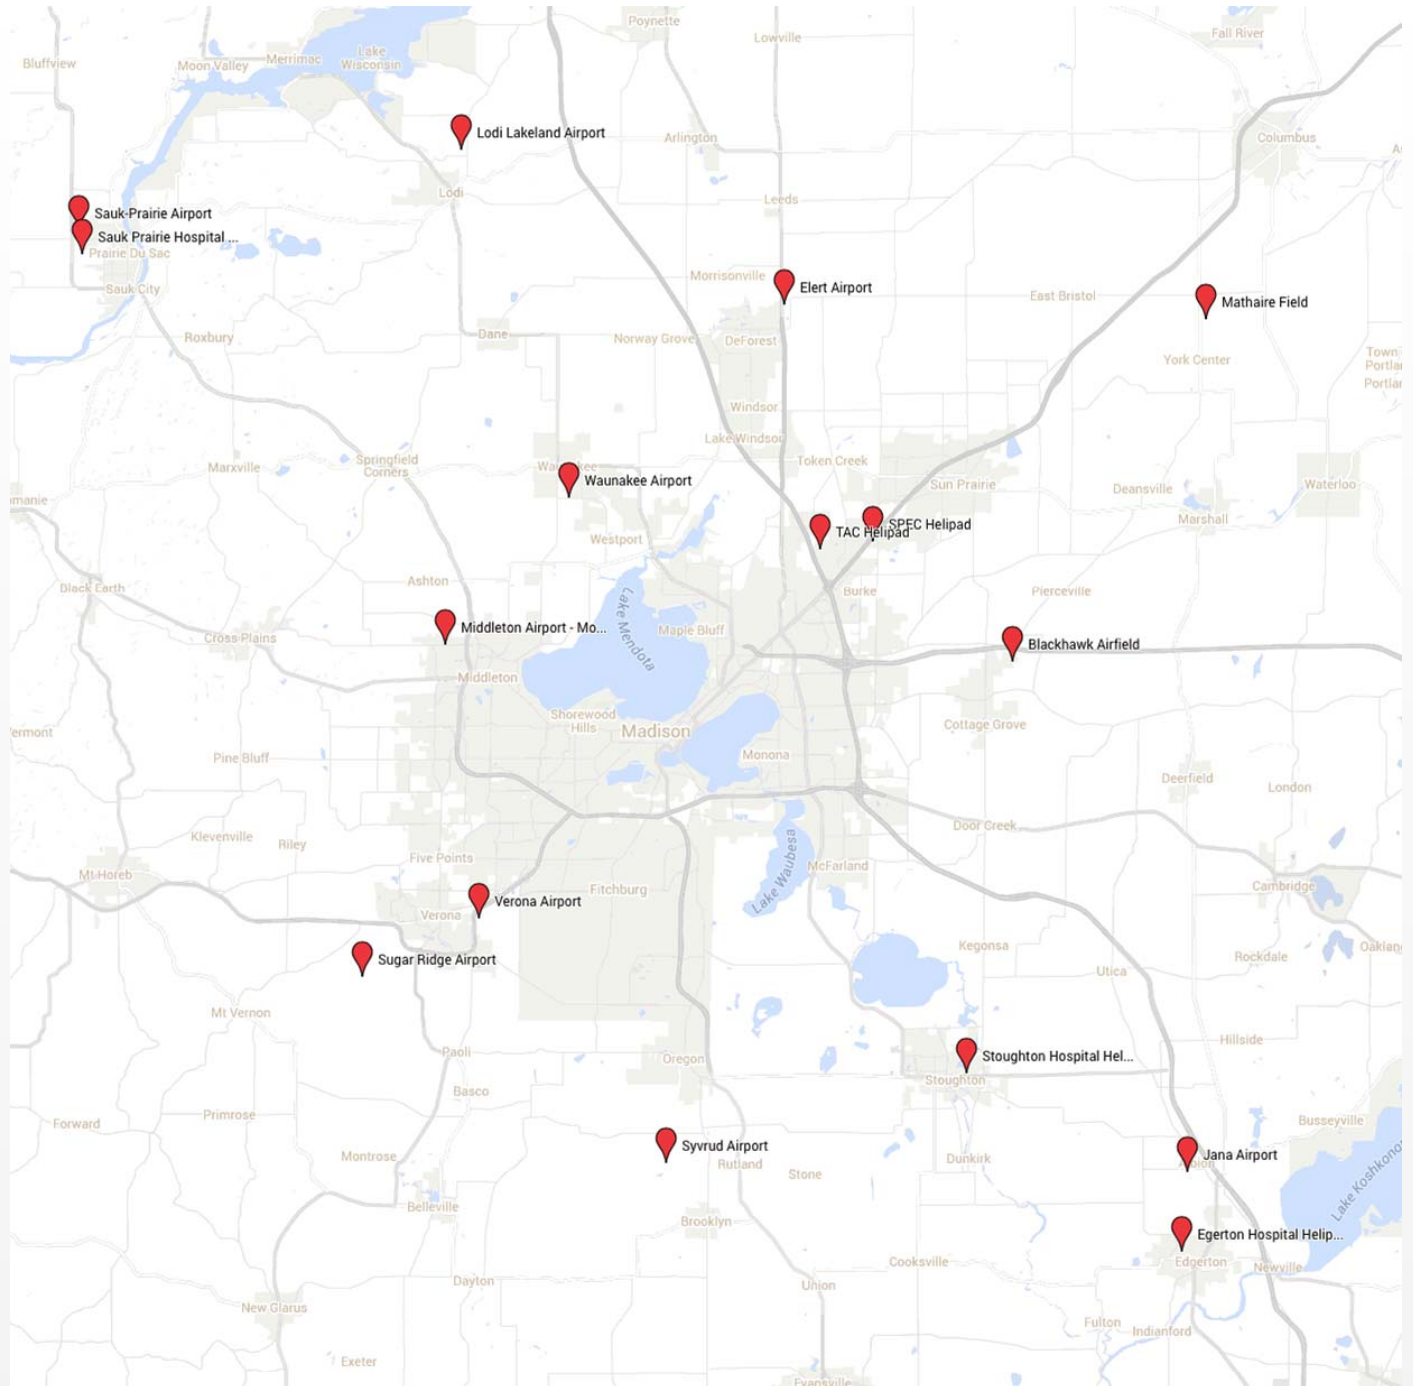 Poynette
Fall River
Lowville
Lake
Wisconsin
Merrimac
Moon Valley
Bluffview
Lodi Lakeland Airport
Arlington
Columbus
Lodi
Leeds
Sauk-Prairie Airport
Sauk Prairie Hospital ...
Prairie Du Sac
Sauk City
Morrisonville
Elert Airport
East Bristol
Mathaire Field
Roxbury
Dane
Norway Grove
DeForest
York Center
Town
Portla
Portlan
Windsor
Lake Windsor
Springfield
Corners
Marxville
Token Creek
Waunakee Airport
Sun Prairie
Deansville
Waterloo
omanie
Marshall
SPEC Helipad
TAC Helipad
Westport
Ashton
Black Earth
Burke
Pierceville
Lake Mendota
Maple Bluff
Cross Plains
Middleton Airport - Mo...
Blackhawk Airfield
Middleton
Shorewood
Hills
Madison
Cottage Grove
ermont
Pine Bluff
Monona
Deerfield
London
Door Creek
Klevenville
Riley
Five Points
Lake Waubesa
McFarland
Mt Horeb
Fitchburg
Cambridge
Verona Airport
Verona
Kegonsa
Oaklan
Sugar Ridge Airport
Rockdale
Utica
Mt Vernon
Hillside
Paoli
Oregon
Stoughton Hospital Hel...
Stoughton
Basco
Primrose
Forward
Busseyville
Syvrud Airport
Rutland
Jana Airport
Albion
Montrose
Stone
Dunkirk
Lake Koshkono
Belleville
Brooklyn
Egerton Hospital Helip...
Cooksville
Edgerton
Newville
Dayton
Union
New Glarus
Fulton
Indianford
Exeter
Evansville